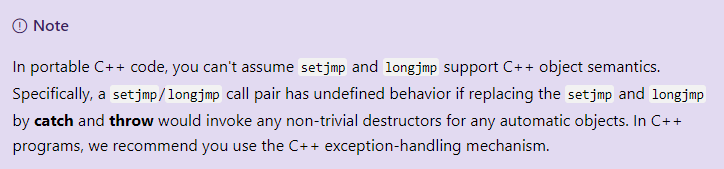 Note
In portable C++ code, you can't assume setjmp and longjmp support C++ object semantics.
Specifically, a setjmp/longjmp call pair has undefined behavior if replacing the setjmp and longjmp
by catch and throw would invoke any non-trivial destructors for any automatic objects. In C++
programs, we recommend you use the C++ exception-handling mechanism.